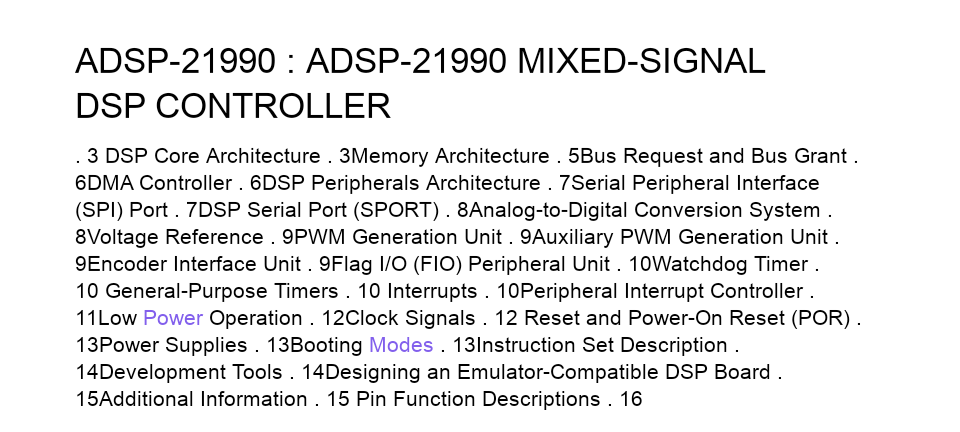 ADSP-21990 : ADSP-21990 MIXED-SIGNAL
DSP CONTROLLER
. 3 DSP Core Architecture . 3Memory Architecture . 5Bus Request and Bus Grant .
6DMA Controller . 6DSP Peripherals Architecture . 7Serial Peripheral Interface
(SPI) Port . 7DSP Serial Port (SPORT) . 8Analog-to-Digital Conversion System .
8Voltage Reference . 9PWM Generation Unit . 9Auxiliary PWM Generation Unit .
9Encoder Interface Unit . 9Flag I/O (FIO) Peripheral Unit . 10Watchdog Timer .
10 General-Purpose Timers . 10 Interrupts . 10Peripheral Interrupt Controller .
11Low Power Operation . 12Clock Signals . 12 Reset and Power-On Reset (POR) .
13Power Supplies . 13Booting Modes . 13Instruction Set Description .
14Development Tools . 14Designing an Emulator-Compatible DSP Board .
15Additional Information . 15 Pin Function Descriptions . 16